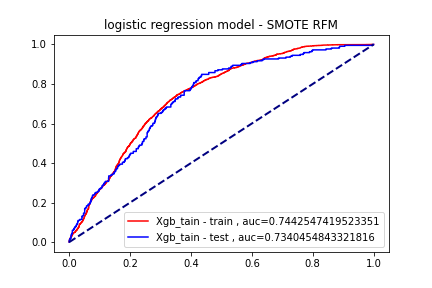 logistic regression model - SMOTE RFM
1.0
0.8
0.6
0.4
0.2
0.0
Xgb_tain - train , auc=0.7442547419523351
Xgb_tain - test , auc=0.7340454843321816
0.0 0.2 0.4 0.6 0.8 1.0